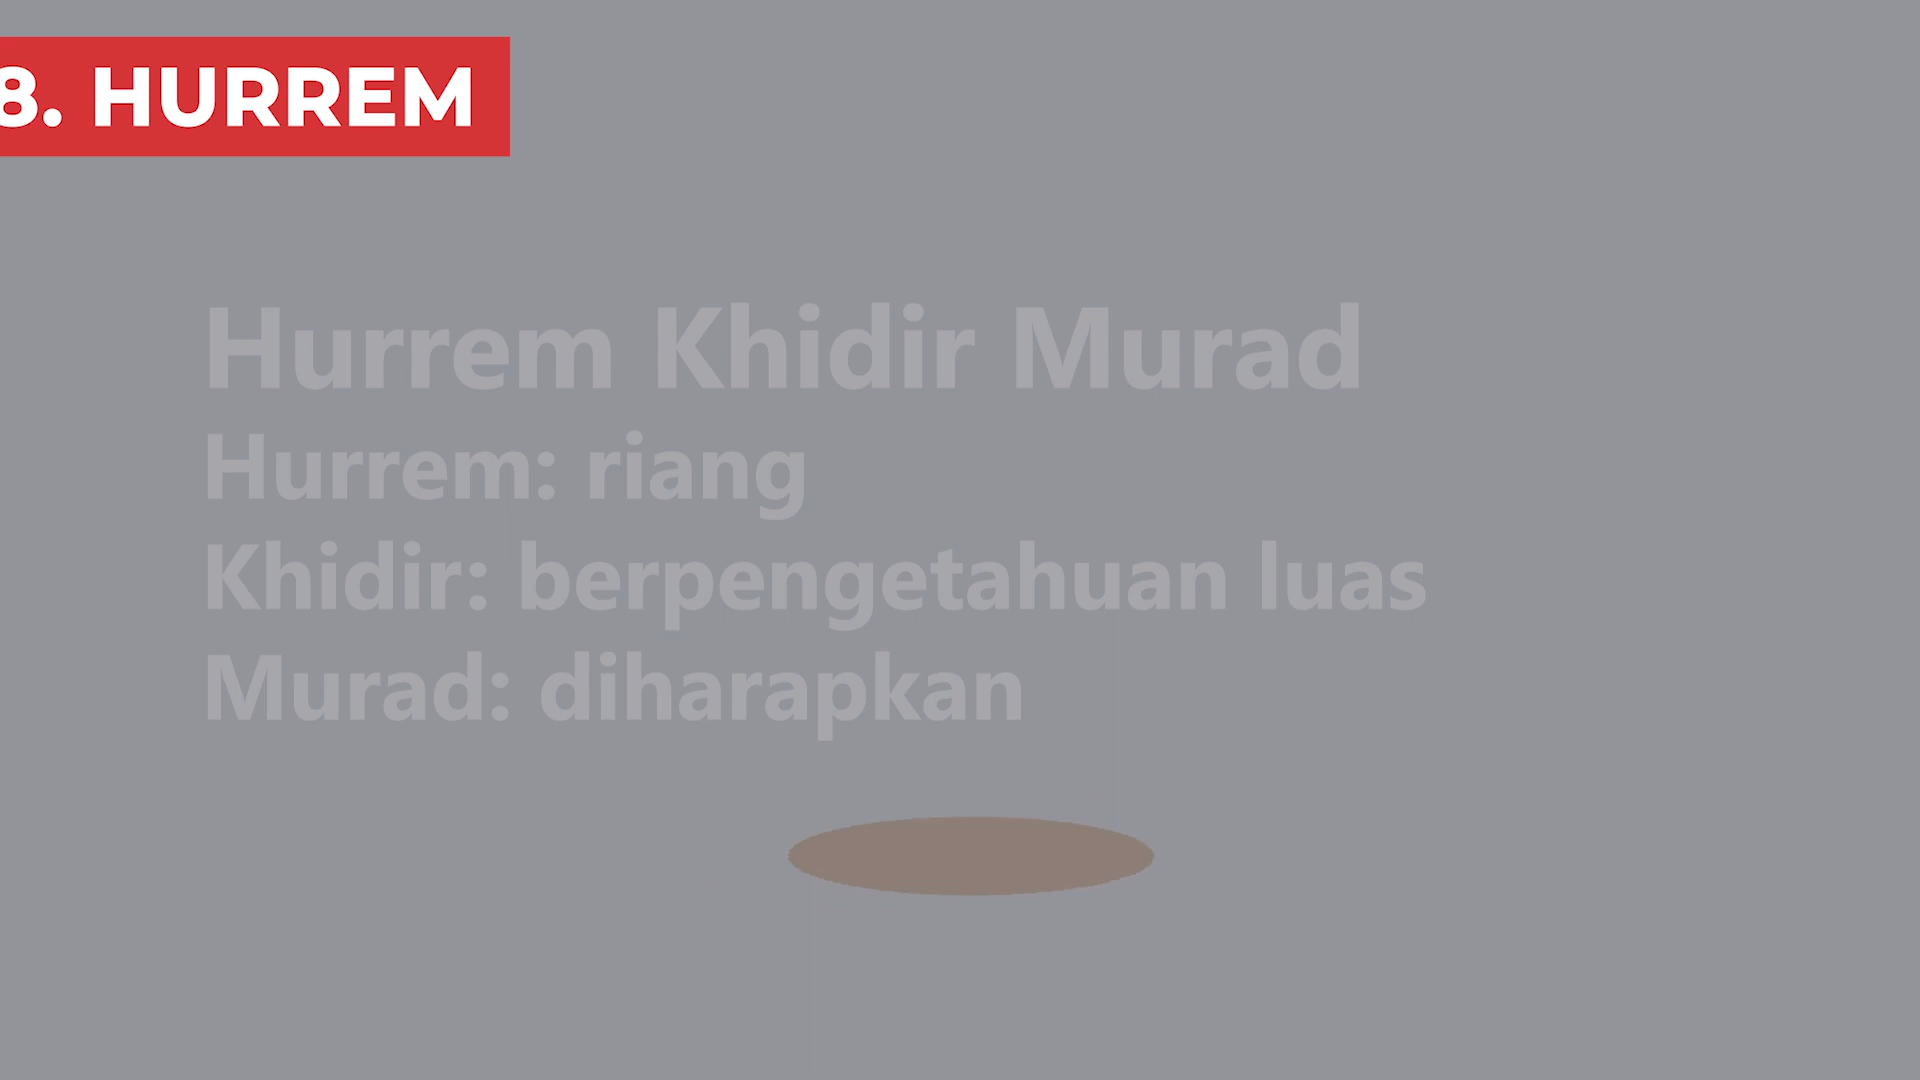 8. HURREM
Hurrem Khidir Murad
Hurrem: riang
Khidir: berpengetahuan luas
Murad: diharapkan